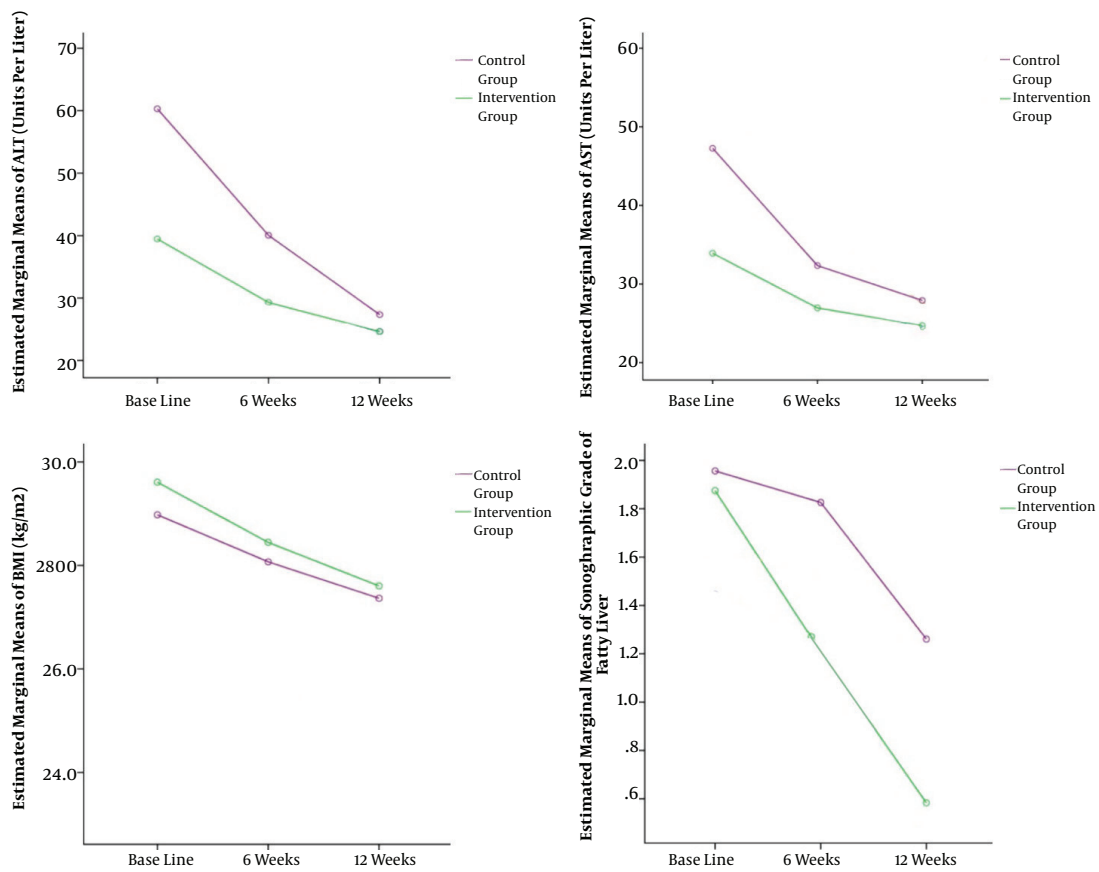 Estimated Marginal Means of ALT (Units Per Liter)
70
60
50
40
30
20
Base Line
6 Weeks
12 Weeks
Control
Group
Intervention
Group
Estimated Marginal Means of AST (Units Per Liter)
60
50
40
30
20
Base Line
6 Weeks
12 Weeks
Control
Group
Intervention
Group
Estimated Marginal Means of BMI (kg/m2)
30.0
2800
26.0
24.0
Base Line
6 Weeks
12 Weeks
Control
Group
Intervention
Group
Estimated Marginal Means of Sonoghraphic Grade of
Fatty Liver
2.0
1.8
1.6
1.4
1.2
1.0
.8
.6
Base Line
6 Weeks
12 Weeks
Control
Group
Intervention
Group